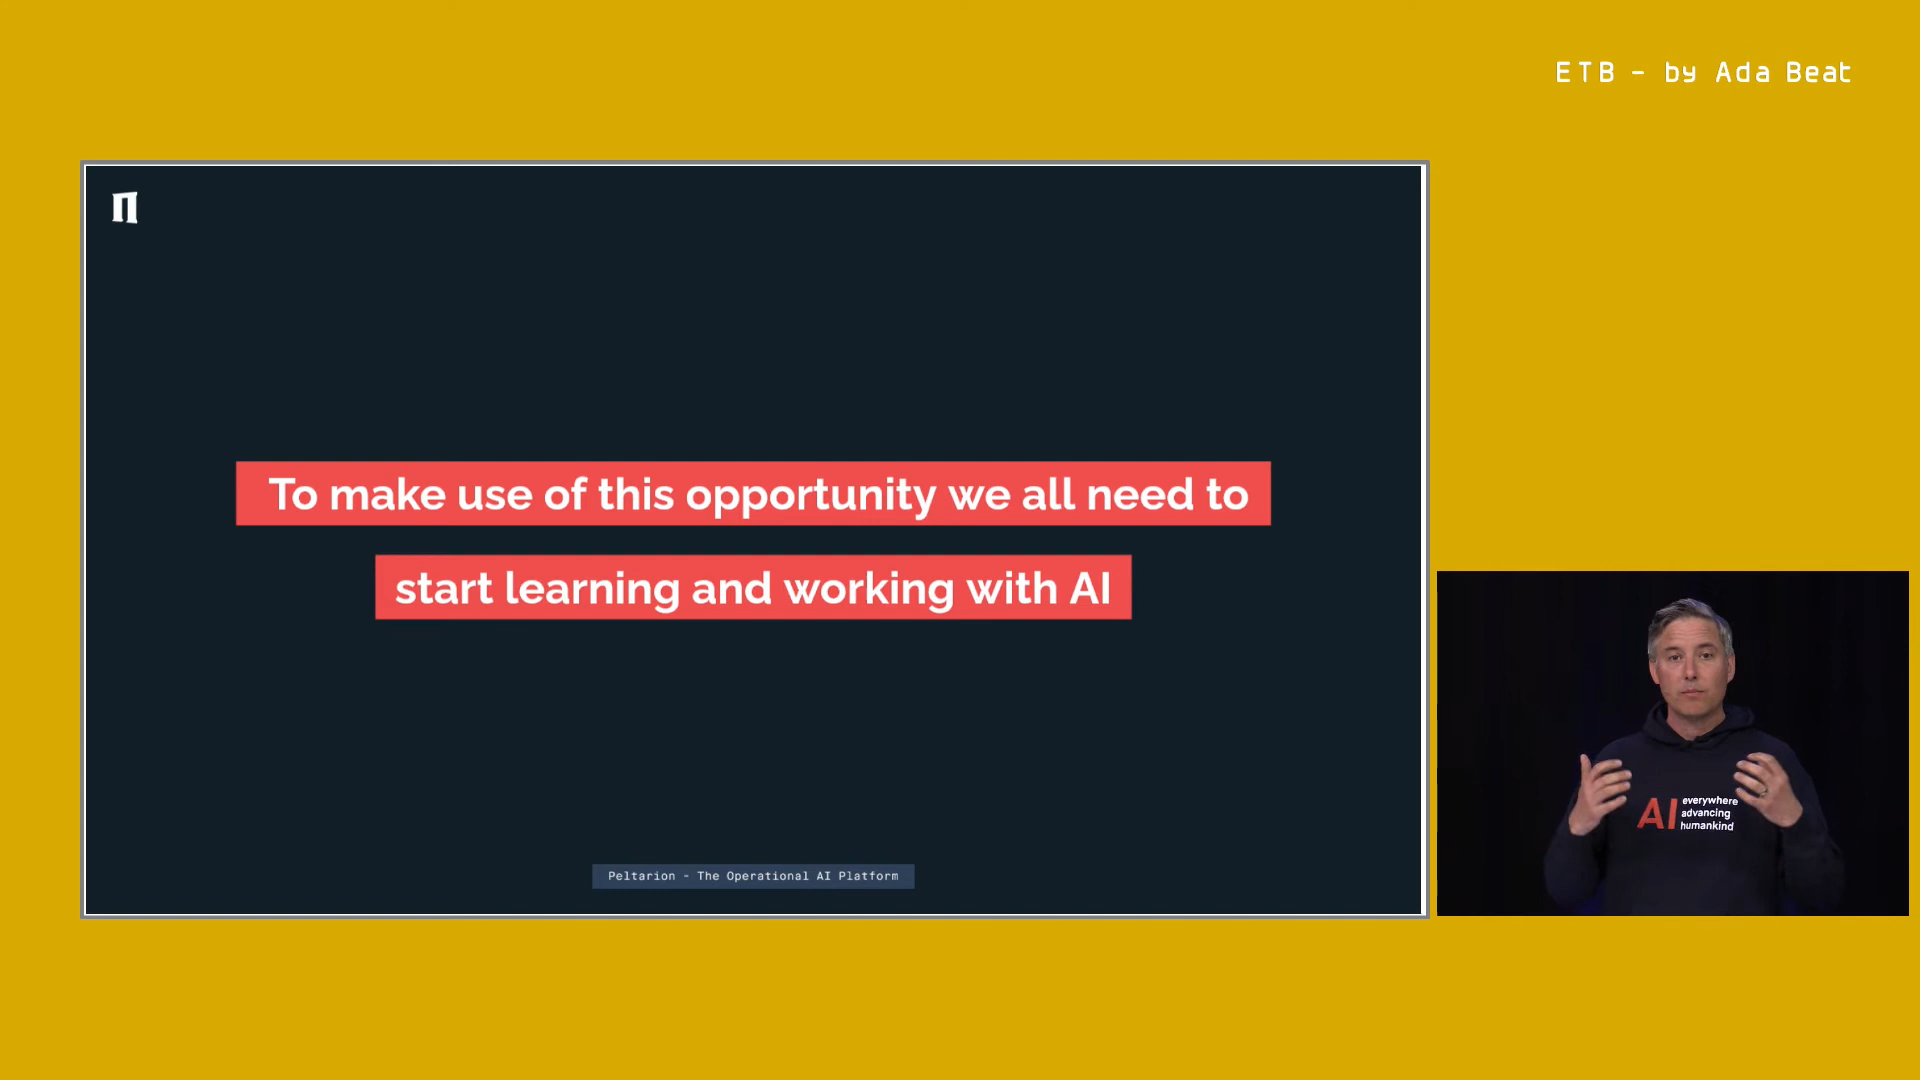 ETB - by Ada Beat
To make use of this opportunity we all need to
start learning and working with AI
Peltarion - The Operational AI Platform
AI everywhere
advancing
humankind